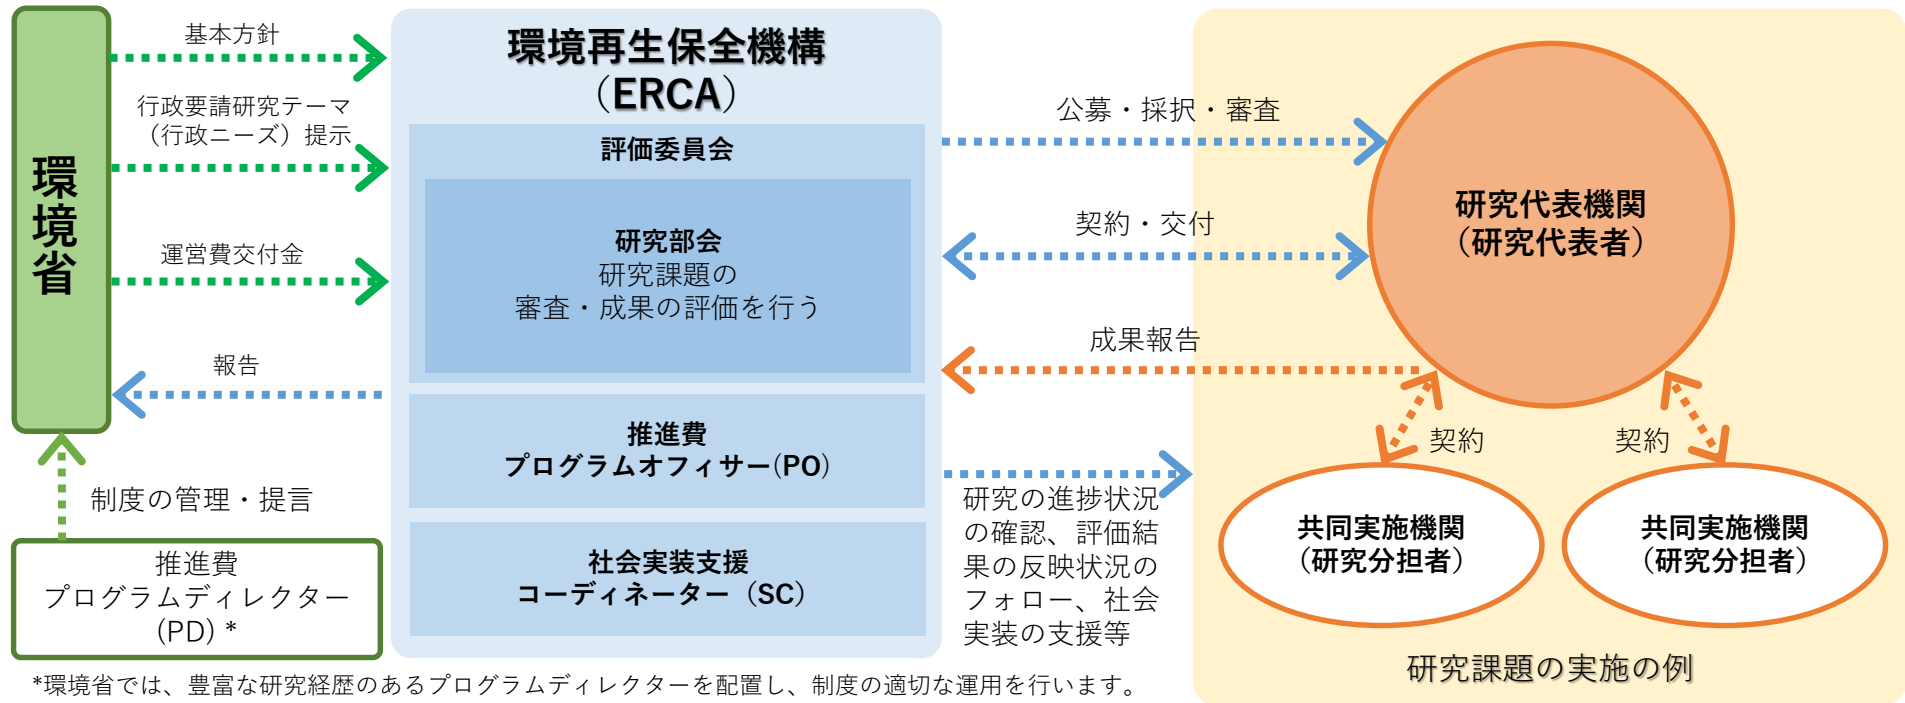 環境省
基本方針
行政要請研究テーマ
（行政ニーズ）提示
運営費交付金
報告
制度の管理・提言
推進費
プログラムディレクター
(PD) *
環境再生保全機構
（ERCA）
評価委員会
研究部会
研究課題の
審査・成果の評価を行う
推進費
プログラムオフィサー(PO)
社会実装支援
コーディネーター（SC）
公募・採択・審査
契約・交付
成果報告
研究の進捗状況
の確認、評価結
果の反映状況の
フォロー、社会
実装の支援等
研究代表機関
（研究代表者）
契約
契約
共同実施機関
（研究分担者）
共同実施機関
（研究分担者）
研究課題の実施の例
*環境省では、豊富な研究経歴のあるプログラムディレクターを配置し、制度の適切な運用を行います。